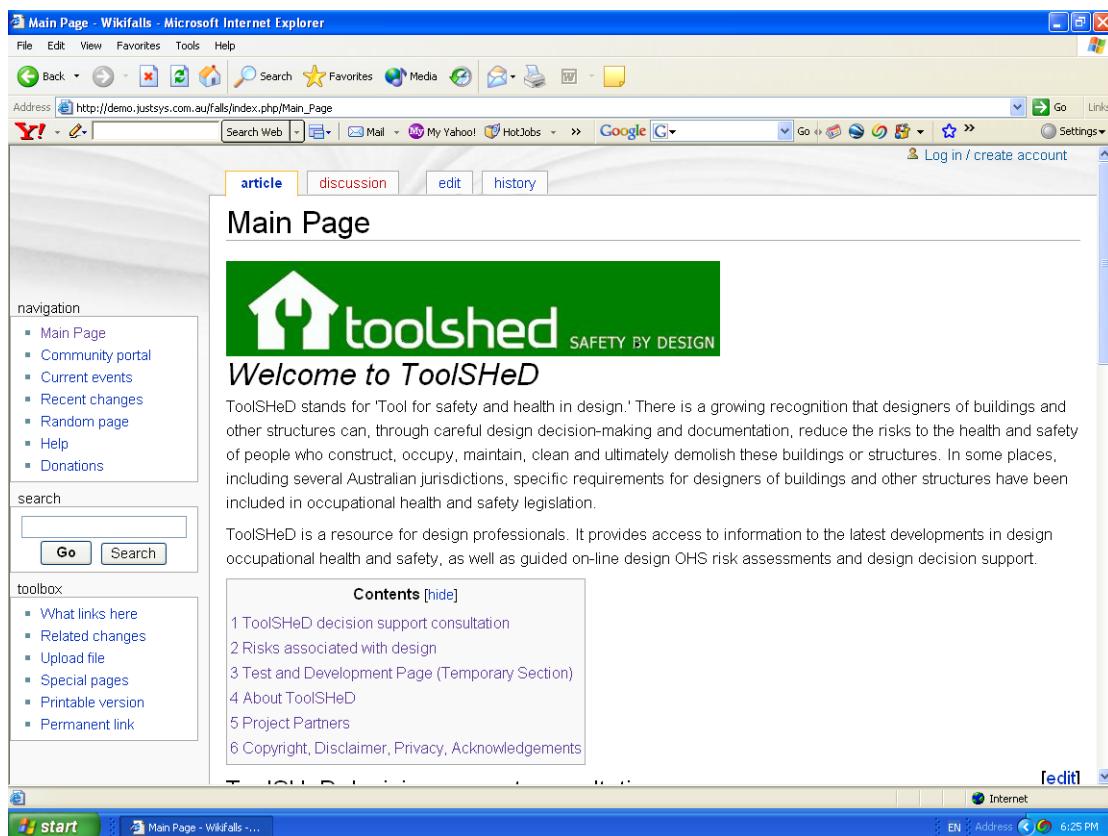 Main Page - Wikifalls - Microsoft Internet Explorer
File Edit View Favorites Tools Help
Back Search Favorites Media
Address http://demo.justsys.com.au/falls/index.php/Main_Page Go Links
Y! Search Web Mail My Yahoo! HotJobs » Google G Go » Settings
Log in / create account
article discussion edit history
Main Page
toolshed SAFETY BY DESIGN
Welcome to ToolSHeD
ToolSHeD stands for 'Tool for safety and health in design.' There is a growing recognition that designers of buildings and
other structures can, through careful design decision-making and documentation, reduce the risks to the health and safety
of people who construct, occupy, maintain, clean and ultimately demolish these buildings or structures. In some places,
including several Australian jurisdictions, specific requirements for designers of buildings and other structures have been
included in occupational health and safety legislation.
ToolSHeD is a resource for design professionals. It provides access to information to the latest developments in design
occupational health and safety, as well as guided on-line design OHS risk assessments and design decision support.
Contents [hide]
1 ToolSHeD decision support consultation
2 Risks associated with design
3 Test and Development Page (Temporary Section)
4 About ToolSHeD
5 Project Partners
6 Copyright, Disclaimer, Privacy, Acknowledgements
[edit]
navigation
Main Page
Community portal
Current events
Recent changes
Random page
Help
Donations
search
Go Search
toolbox
What links here
Related changes
Upload file
Special pages
Printable version
Permanent link
Internet
start Main Page - Wikifalls -... EN Address 6:25 PM